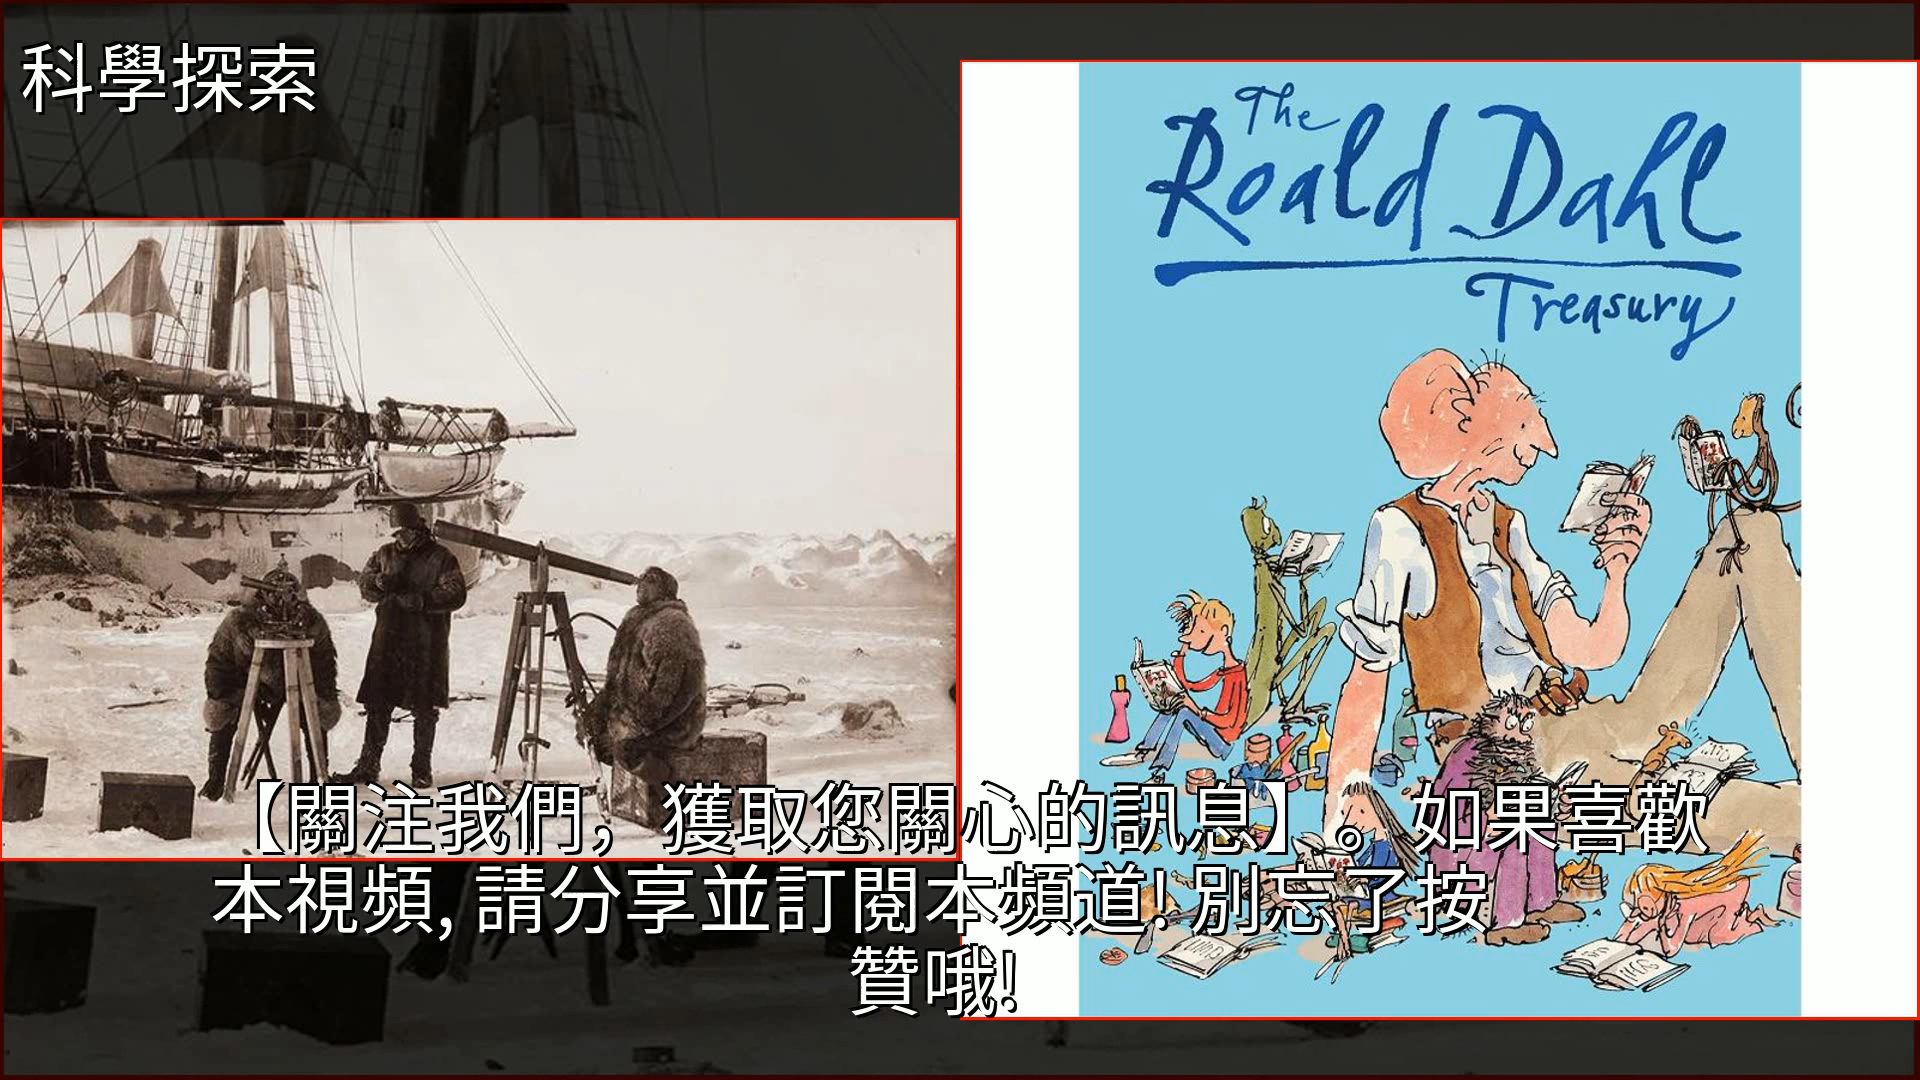 科學探索
The
Roald Dahl
Treasury
【關注我們，獲取您關心的訊息】。如果喜歡
本視頻, 請分享並訂閱本頻道! 別忘了按
贊哦!